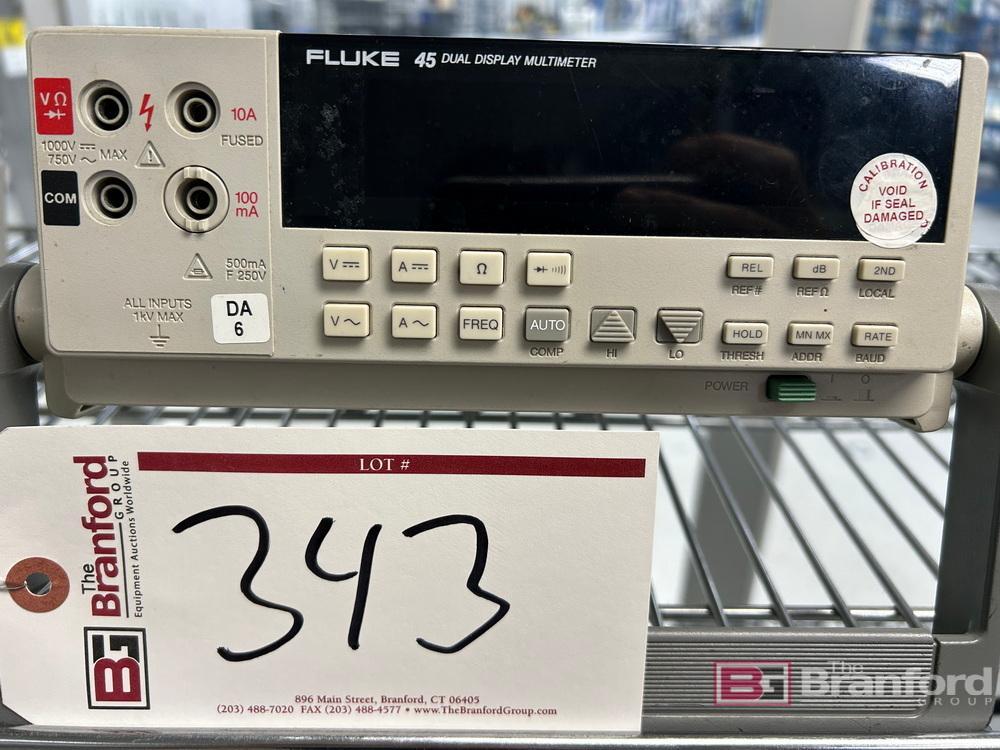 FLUKE 45 DUAL DISPLAY MULTIMETER
VΩ
10A
FUSED
1000V
750V ~ MAX
COM
100
mA
500mA
F 250V
ALL INPUTS
1kV MAX
DA
6
CALIBRATION
VOID
IF SEAL
DAMAGED
V A Ω
REL dB 2ND
REF# REFΩ LOCAL
V~ A~ FREQ AUTO
COMP HI LO
HOLD MN MX RATE
THRESH ADDR BAUD
POWER I O
LOT #
343
The
Branford
GROUP
Equipment Auctions Worldwide
BG
896 Main Street, Branford, CT 06405
(203) 488-7020 FAX (203) 488-4577 • www.TheBranfordGroup.com
BG The
Branford
GROUP